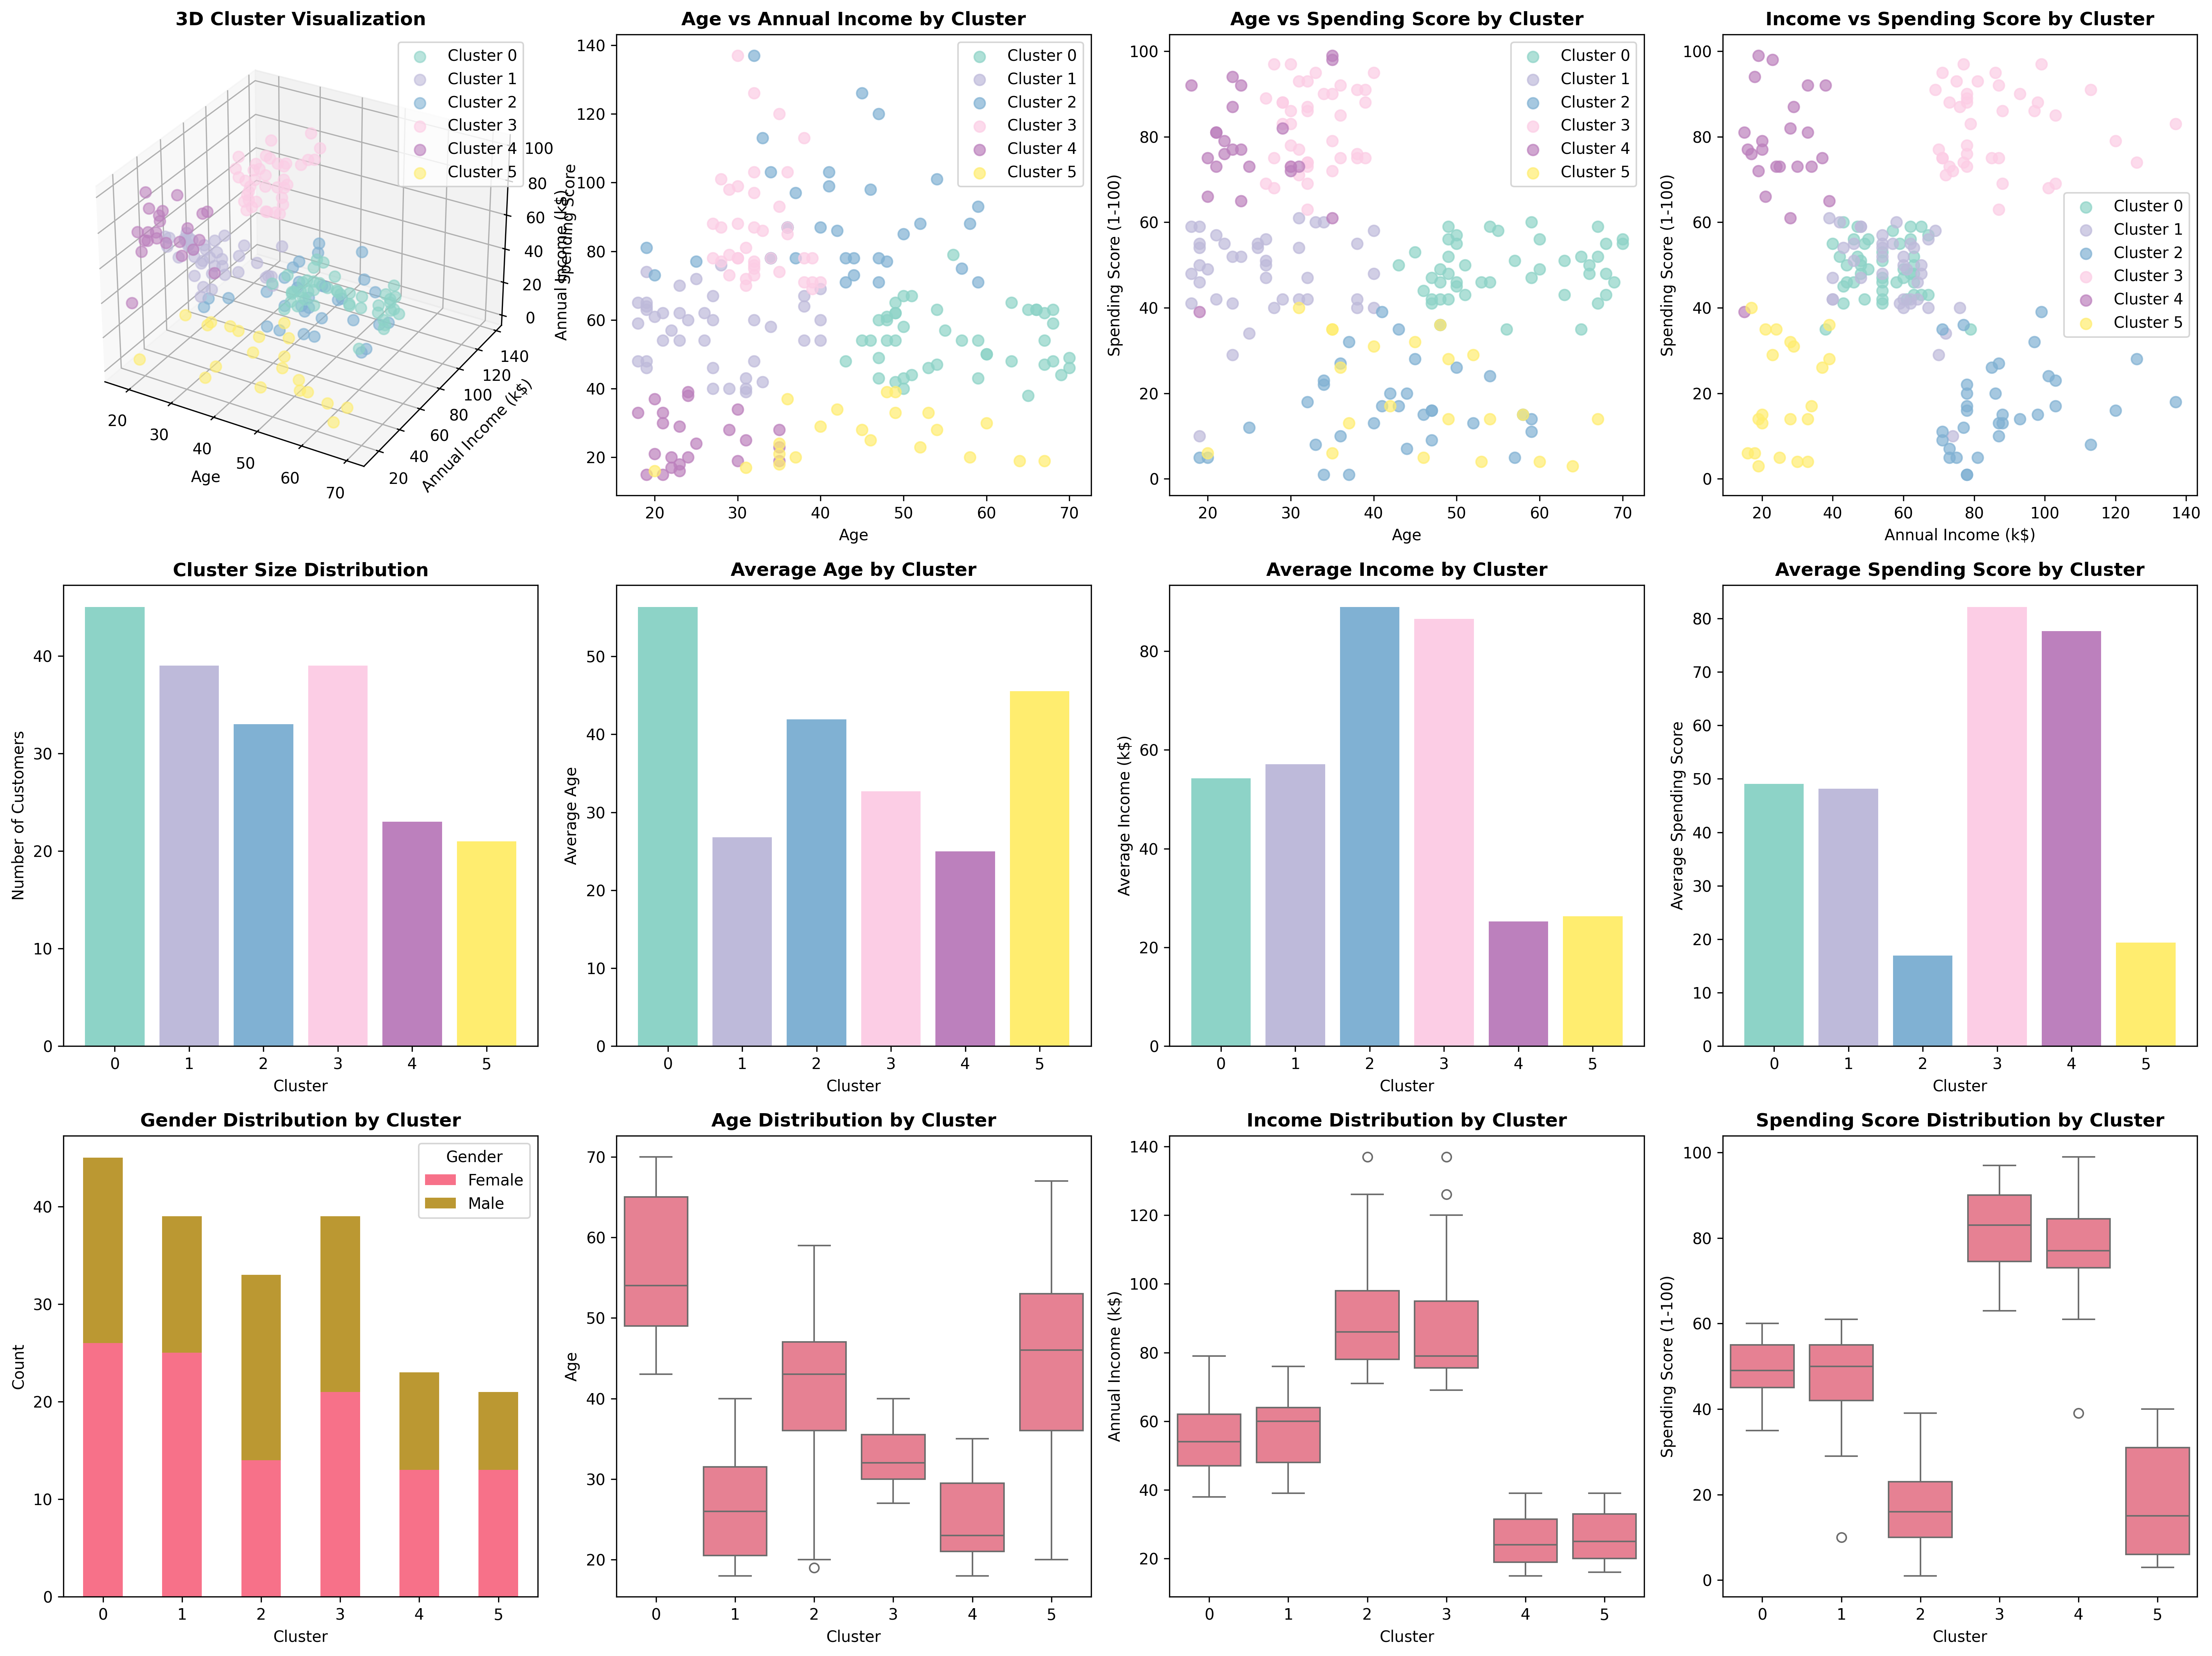 3D Cluster Visualization
Cluster 0
Cluster 1
Cluster 2
Cluster 3
Cluster 4
Cluster 5
100
80
60
40
20
0
Spending Score
Annual Income (k$)
140
120
100
80
60
40
20
Annual Income (k$)
20
30
40
50
60
70
Age
Age vs Annual Income by Cluster
Cluster 0
Cluster 1
Cluster 2
Cluster 3
Cluster 4
Cluster 5
140
120
100
80
60
40
20
20 30 40 50 60 70
Age
Age vs Spending Score by Cluster
Cluster 0
Cluster 1
Cluster 2
Cluster 3
Cluster 4
Cluster 5
Spending Score (1-100)
100
80
60
40
20
0
20 30 40 50 60 70
Age
Income vs Spending Score by Cluster
Cluster 0
Cluster 1
Cluster 2
Cluster 3
Cluster 4
Cluster 5
Spending Score (1-100)
100
80
60
40
20
0
20 40 60 80 100 120 140
Annual Income (k$)
Cluster Size Distribution
Number of Customers
40
30
20
10
0
0 1 2 3 4 5
Cluster
Average Age by Cluster
Average Age
50
40
30
20
10
0
0 1 2 3 4 5
Cluster
Average Income by Cluster
Average Income (k$)
80
60
40
20
0
0 1 2 3 4 5
Cluster
Average Spending Score by Cluster
Average Spending Score
80
70
60
50
40
30
20
10
0
0 1 2 3 4 5
Cluster
Gender Distribution by Cluster
Gender
Female
Male
Count
40
30
20
10
0
0 1 2 3 4 5
Cluster
Age Distribution by Cluster
Age
70
60
50
40
30
20
0 1 2 3 4 5
Cluster
Income Distribution by Cluster
Annual Income (k$)
140
120
100
80
60
40
20
0 1 2 3 4 5
Cluster
Spending Score Distribution by Cluster
Spending Score (1-100)
100
80
60
40
20
0
0 1 2 3 4 5
Cluster